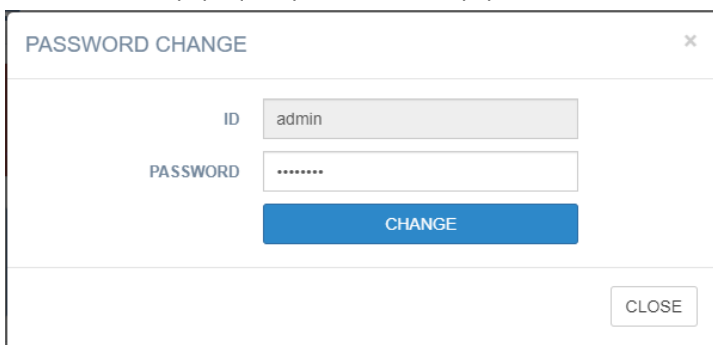 PASSWORD CHANGE ×
ID admin
PASSWORD ••••••••
CHANGE
CLOSE